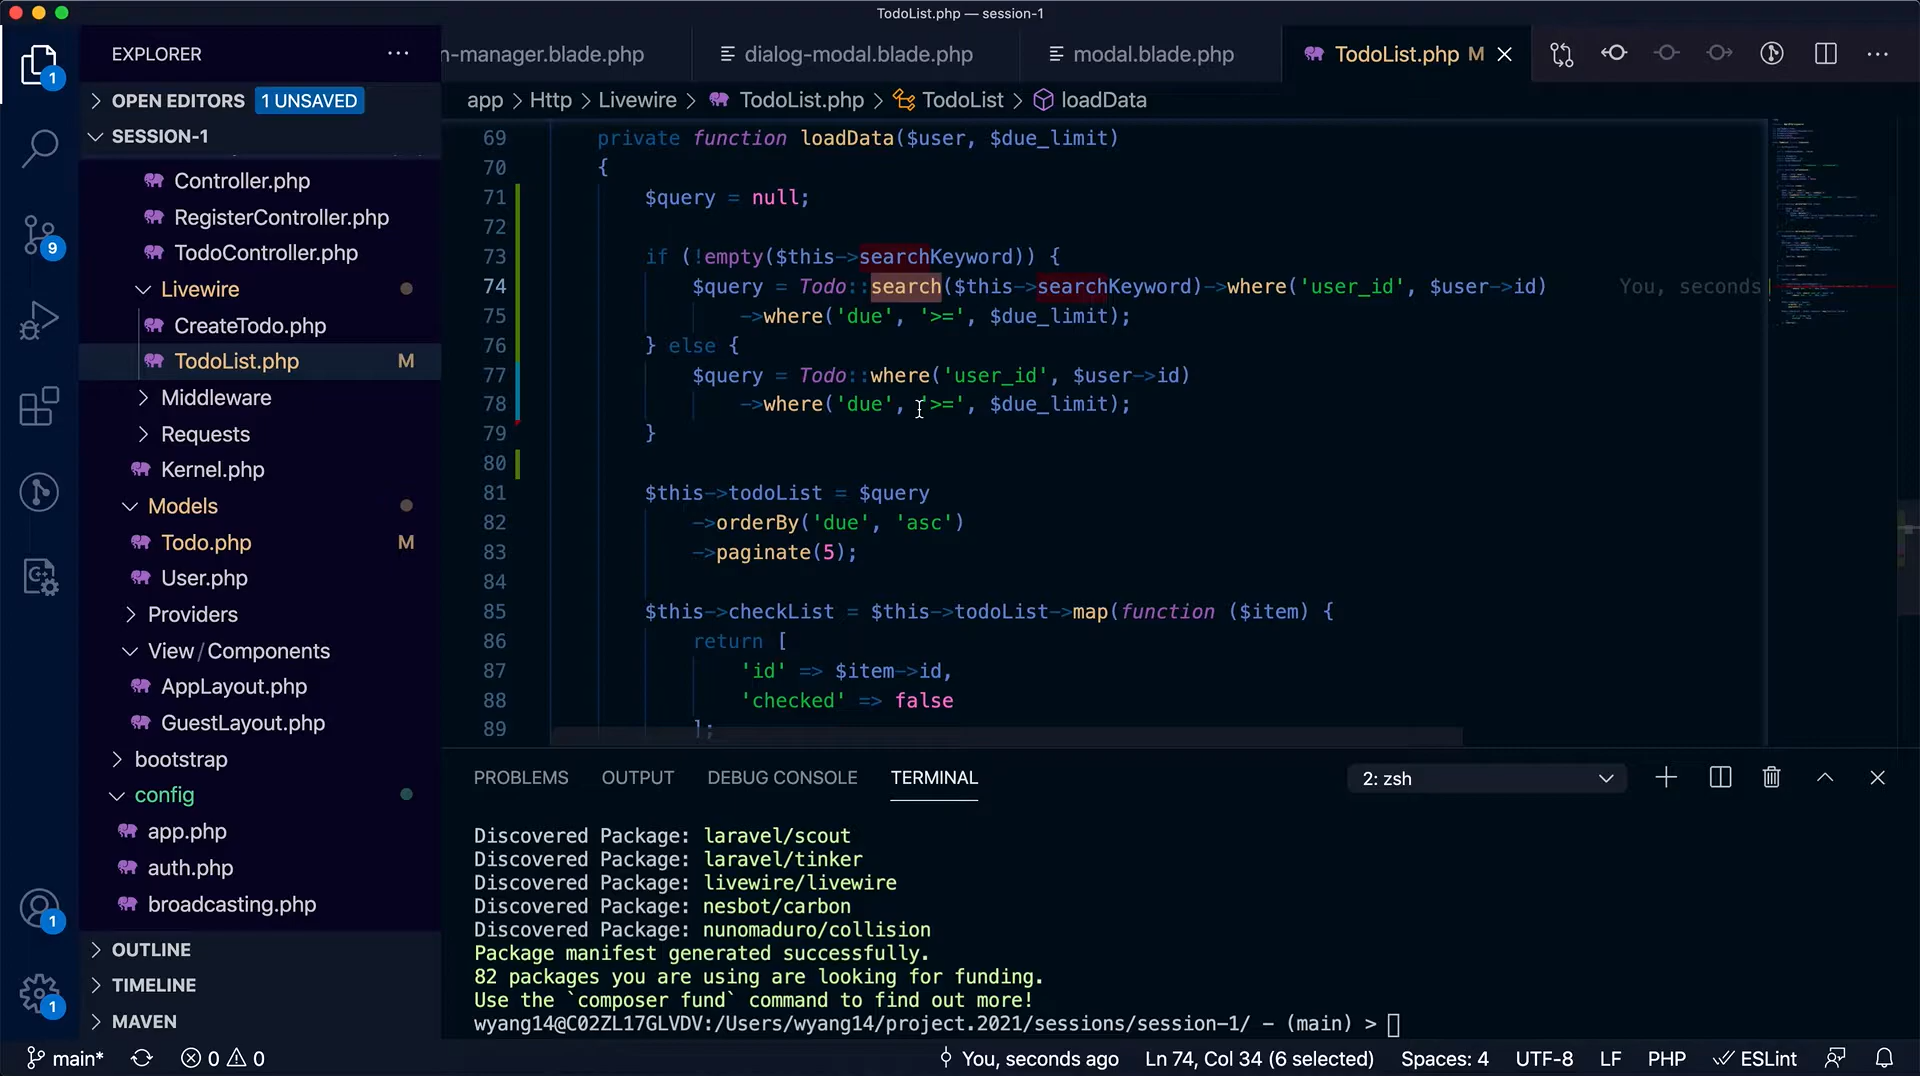 TodoList.php — session-1
EXPLORER
n-manager.blade.php
dialog-modal.blade.php
modal.blade.php
TodoList.php M
OPEN EDITORS 1 UNSAVED
app > Http > Livewire > TodoList.php > TodoList > loadData
SESSION-1
Controller.php
RegisterController.php
TodoController.php
Livewire
CreateTodo.php
TodoList.php M
Middleware
Requests
Kernel.php
Models
Todo.php M
User.php
Providers
View/Components
AppLayout.php
GuestLayout.php
bootstrap
config
app.php
auth.php
broadcasting.php
OUTLINE
TIMELINE
MAVEN
1
9
1
1
69 private function loadData($user, $due_limit)
70 {
71 $query = null;
72
73 if (!empty($this->searchKeyword)) {
74 $query = Todo::search($this->searchKeyword)->where('user_id', $user->id) You, seconds
75 ->where('due', '>=', $due_limit);
76 } else {
77 $query = Todo::where('user_id', $user->id)
78 ->where('due', '>=', $due_limit);
79 }
80
81 $this->todoList = $query
82 ->orderBy('due', 'asc')
83 ->paginate(5);
84
85 $this->checkList = $this->todoList->map(function ($item) {
86 return [
87 'id' => $item->id,
88 'checked' => false
89 ];
PROBLEMS OUTPUT DEBUG CONSOLE TERMINAL 2: zsh
Discovered Package: laravel/scout
Discovered Package: laravel/tinker
Discovered Package: livewire/livewire
Discovered Package: nesbot/carbon
Discovered Package: nunomaduro/collision
Package manifest generated successfully.
82 packages you are using are looking for funding.
Use the `composer fund` command to find out more!
wyang14@C02ZL17GLVDV:/Users/wyang14/project.2021/sessions/session-1/ - (main) >
main* 0 0 You, seconds ago Ln 74, Col 34 (6 selected) Spaces: 4 UTF-8 LF PHP ESLint